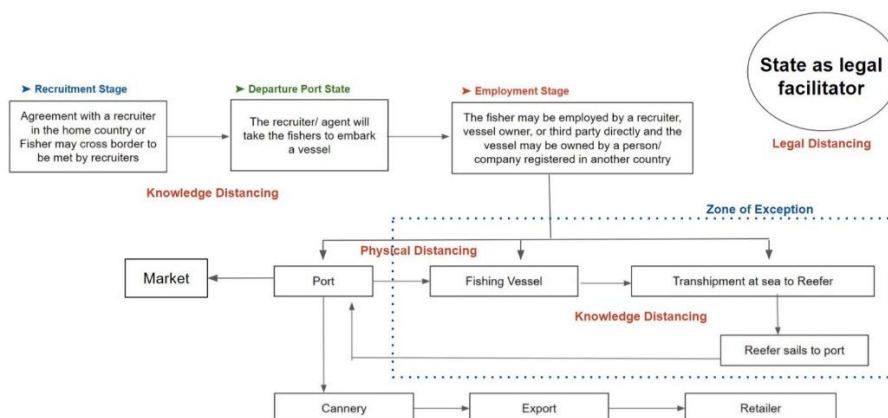 State as legal
facilitator
➤ Recruitment Stage
➤ Departure Port State
➤ Employment Stage
Agreement with a recruiter
in the home country or
Fisher may cross border to
be met by recruiters
The recruiter/ agent will
take the fishers to embark
a vessel
The fisher may be employed by a recruiter,
vessel owner, or third party directly and the
vessel may be owned by a person/
company registered in another country
Legal Distancing
Knowledge Distancing
Zone of Exception
Physical Distancing
Market
Port
Fishing Vessel
Transhipment at sea to Reefer
Knowledge Distancing
Reefer sails to port
Cannery
Export
Retailer